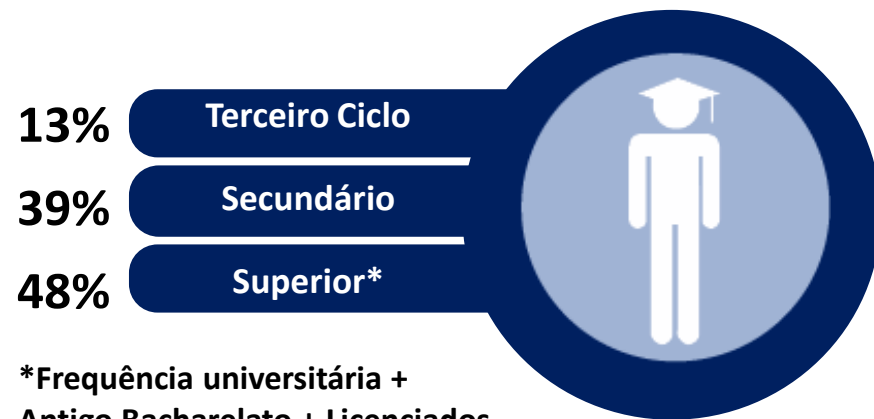 13% Terceiro Ciclo
39% Secundário
48% Superior*
*Frequência universitária +
Antigo Bacharelato + Licenciados